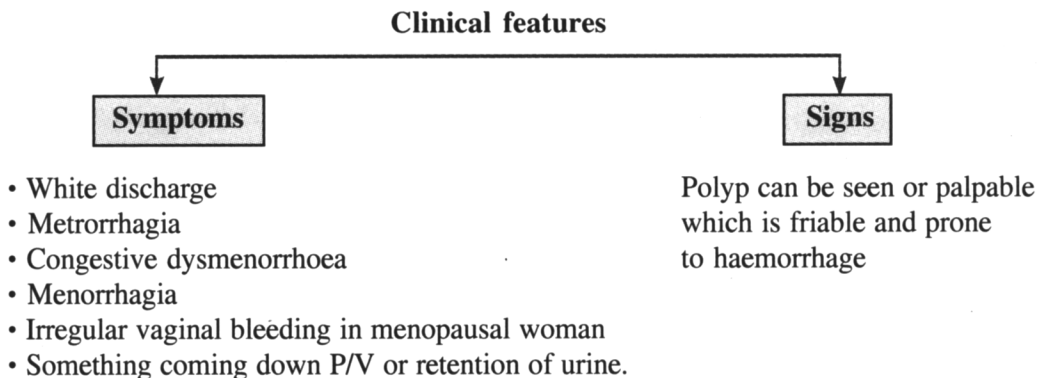 Clinical features
Symptoms
Signs
• White discharge
• Metrorrhagia
• Congestive dysmenorrhoea
• Menorrhagia
• Irregular vaginal bleeding in menopausal woman
• Something coming down P/V or retention of urine.
Polyp can be seen or palpable
which is friable and prone
to haemorrhage